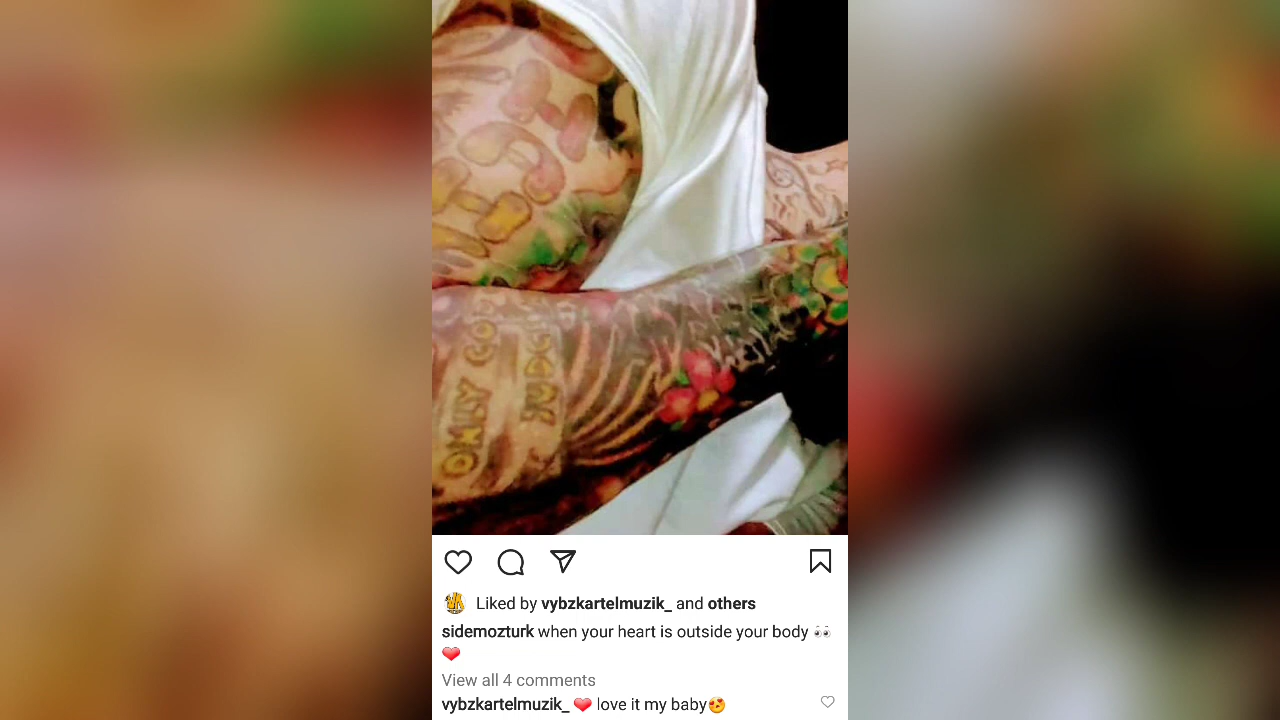 ONLY GOD
JUDGE
Liked by vybzkartelmuzik_ and others
sidemozturk when your heart is outside your body 👀
❤️
View all 4 comments
vybzkartelmuzik_ ❤️ love it my baby😍